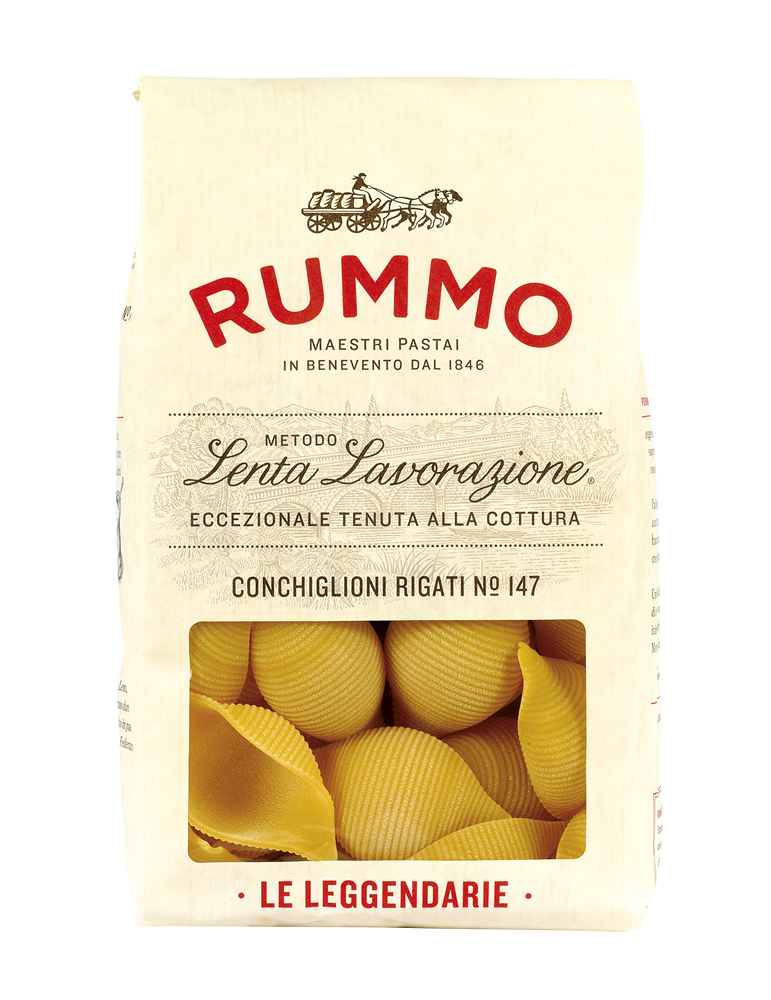 RUMMO
MAESTRI PASTAI
IN BENEVENTO DAL 1846
METODO
Lenta Lavorazione®
ECCEZIONALE TENUTA ALLA COTTURA
CONCHIGLIONI RIGATI Nº 147
· LE LEGGENDARIE ·